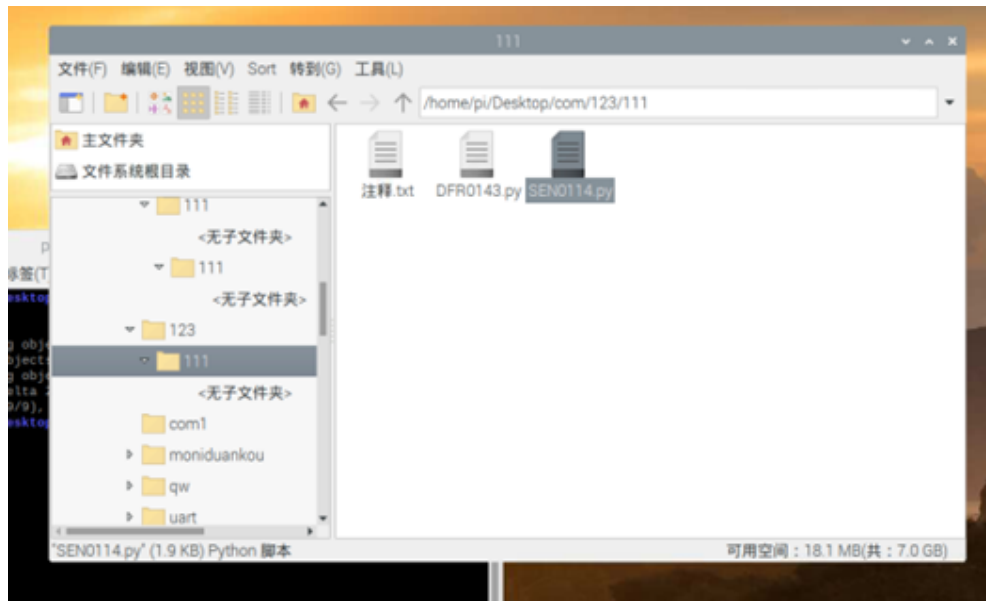 111
文件(F) 编辑(E) 视图(V) Sort 转到(G) 工具(L)
/home/pi/Desktop/com/123/111
主文件夹
文件系统根目录
注释.txt DFR0143.py SEN0114.py
111
<无子文件夹>
111
<无子文件夹>
123
111
<无子文件夹>
com1
moniduankou
qw
uart
"SEN0114.py" (1.9 KB) Python 脚本
可用空间：18.1 MB(共：7.0 GB)